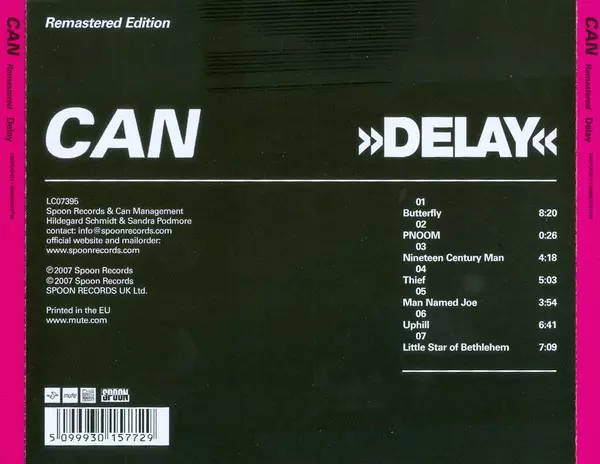 CAN Remastered Delay
Remastered Edition
CAN
»DELAY«
LC07395
Spoon Records & Can Management
Hildegard Schmidt & Sandra Podmore
contact: info@spoonrecords.com
official website and mailorder:
www.spoonrecords.com
℗2007 Spoon Records
©2007 Spoon Records
SPOON RECORDS UK Ltd.
Printed in the EU
www.mute.com
01
Butterfly 8:20
02
PNOOM 0:26
03
Nineteen Century Man 4:18
04
Thief 5:03
05
Man Named Joe 3:54
06
Uphill 6:41
07
Little Star of Bethlehem 7:09
mute
SPOON
5 099930 157729
CAN Remastered Delay